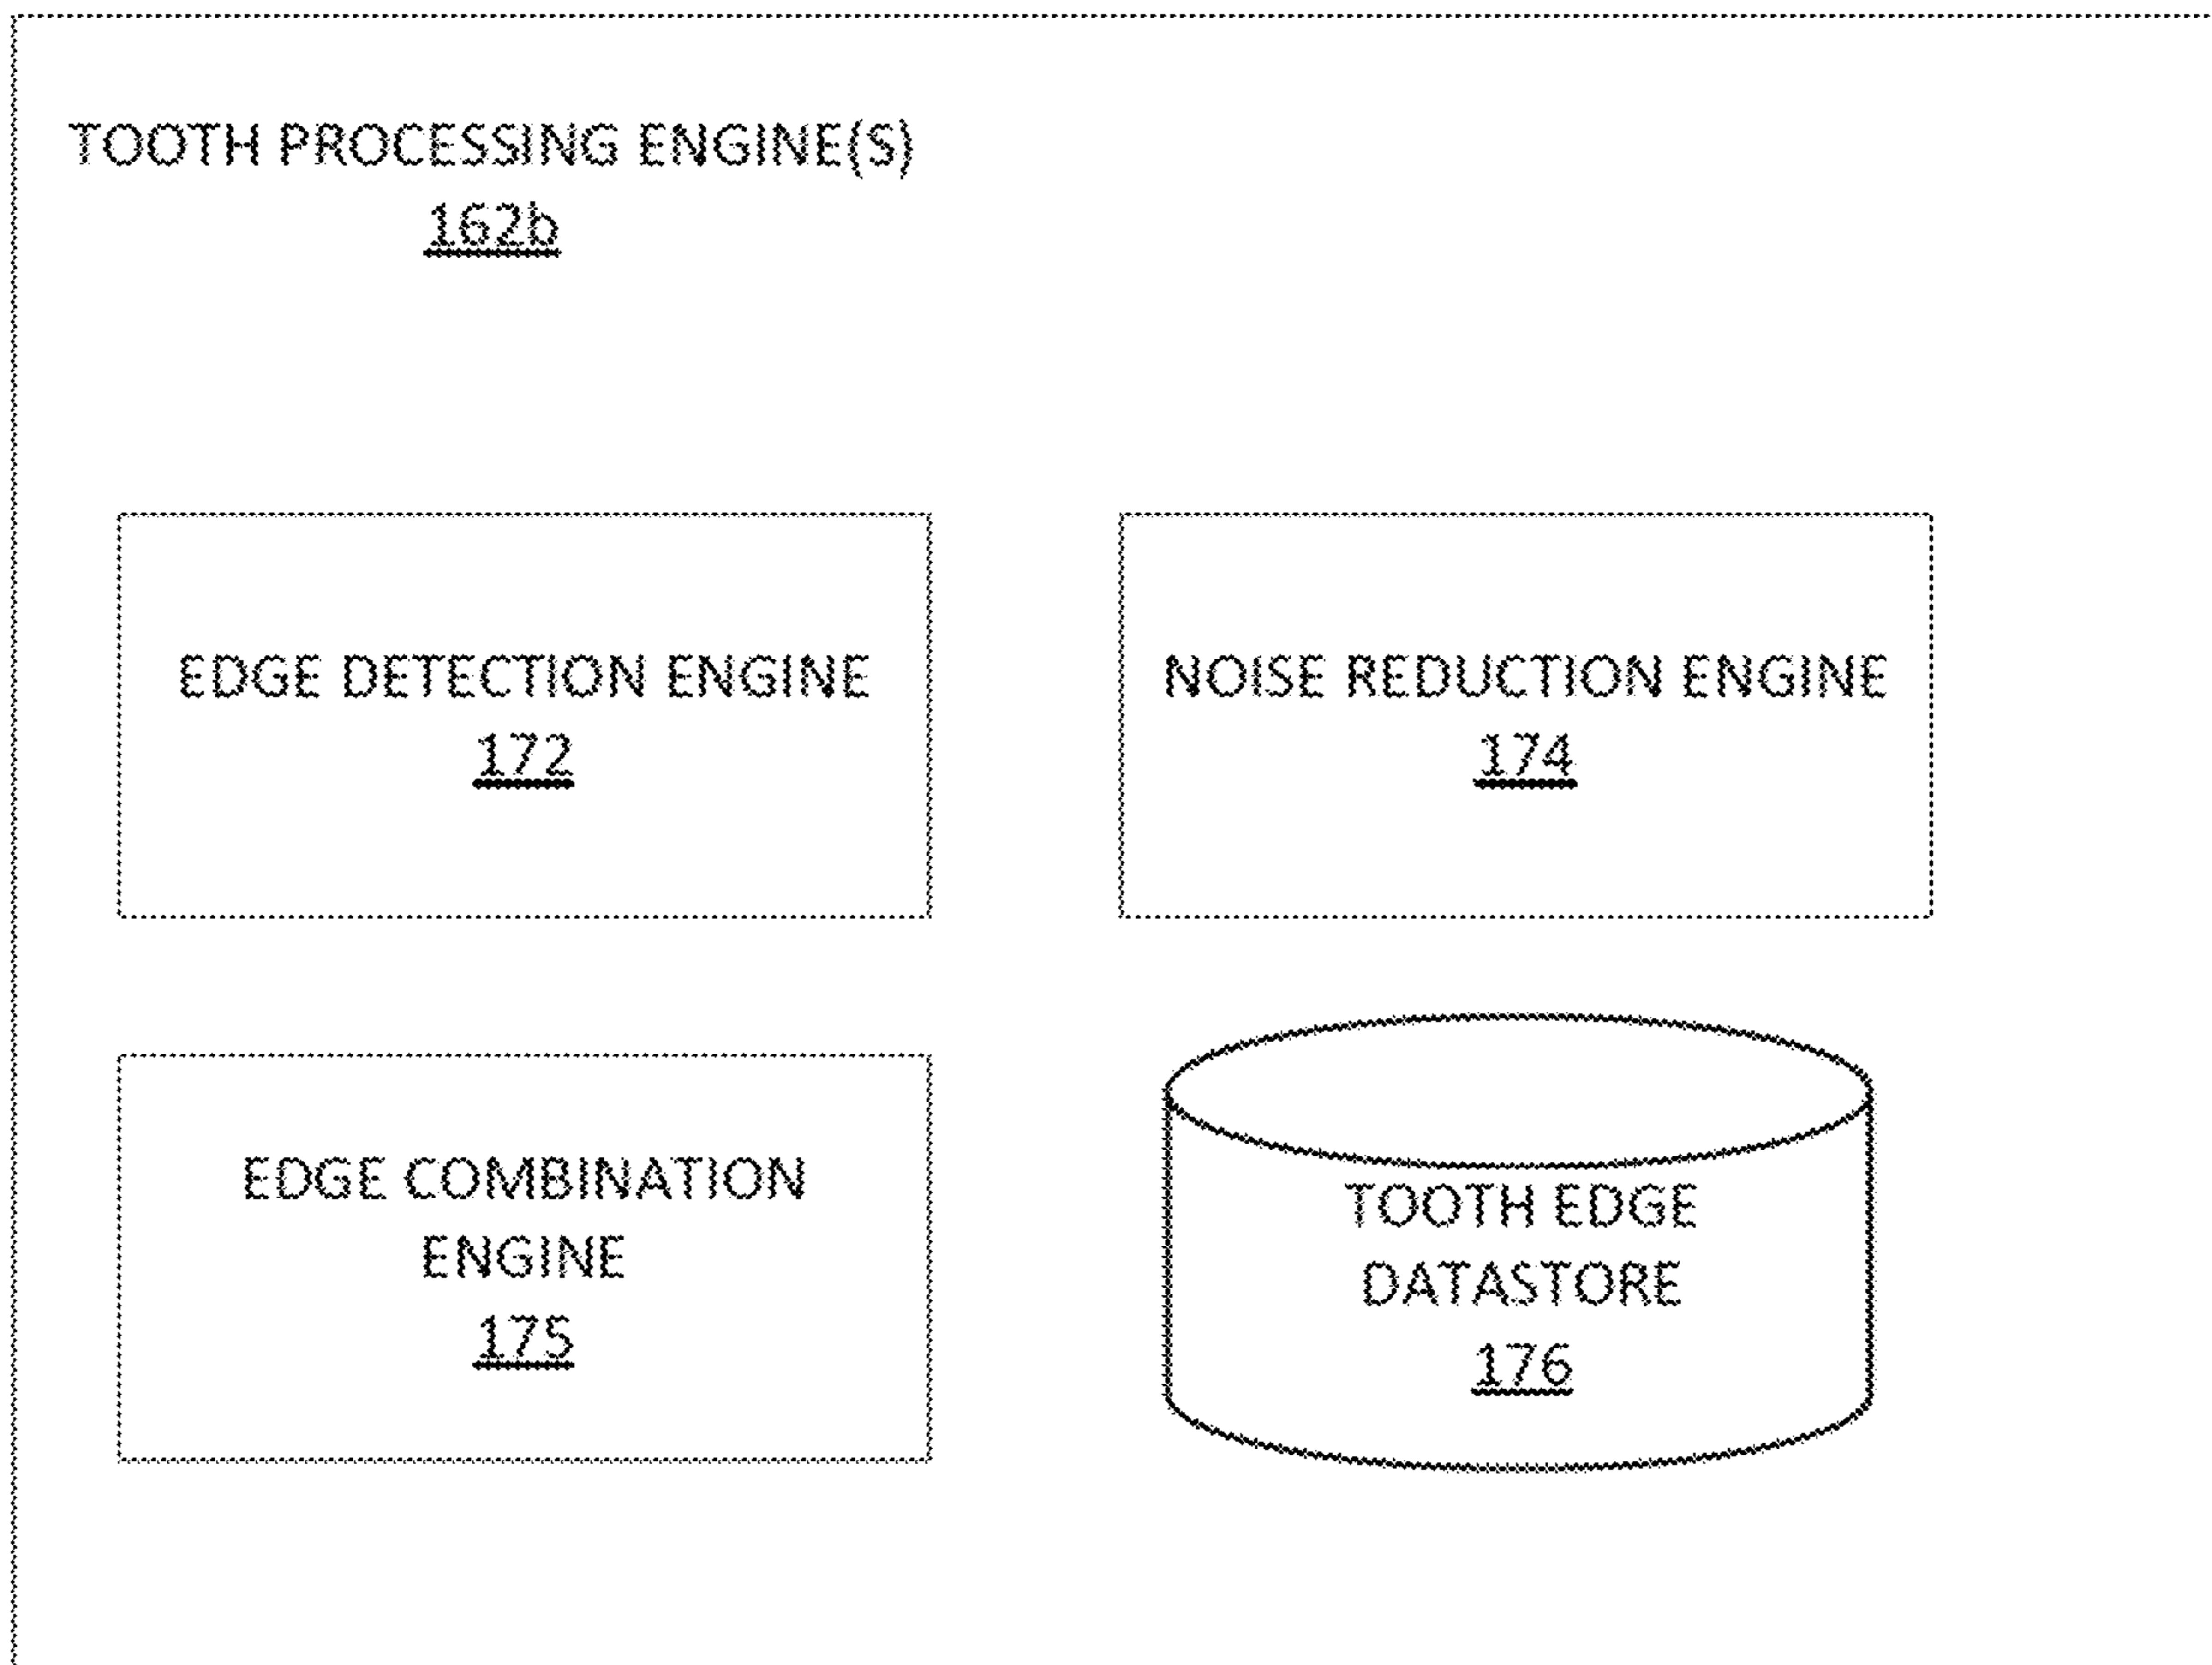 TOOTH PROCESSING ENGINE(S)
162b
EDGE DETECTION ENGINE
172
NOISE REDUCTION ENGINE
174
EDGE COMBINATION
ENGINE
175
TOOTH EDGE
DATASTORE
176